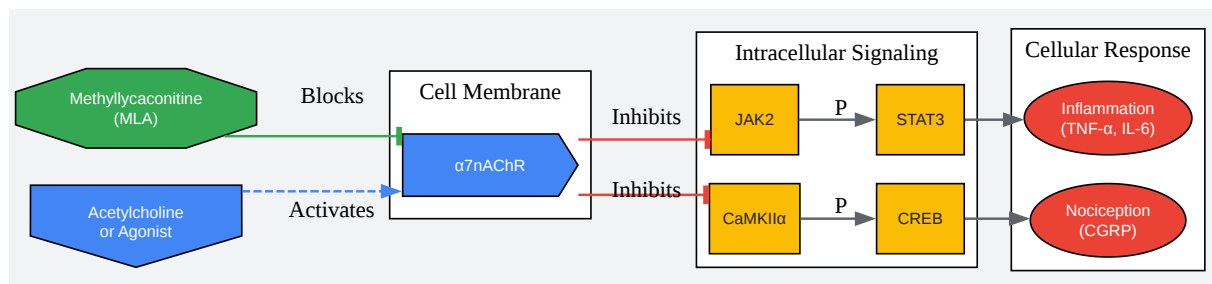 Methyllycaconitine
(MLA)
Acetylcholine
or Agonist
Blocks
Activates
Cell Membrane
α7nAChR
Inhibits
Inhibits
Intracellular Signaling
JAK2
P
STAT3
CaMKIIα
P
CREB
Cellular Response
Inflammation
(TNF-α, IL-6)
Nociception
(CGRP)